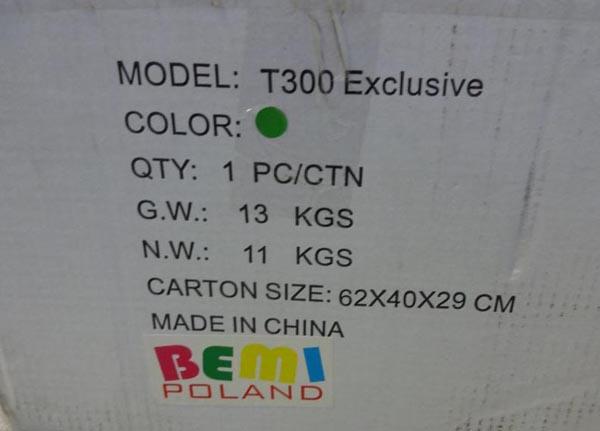 MODEL: T300 Exclusive
COLOR:
QTY: 1 PC/CTN
G.W.: 13 KGS
N.W.: 11 KGS
CARTON SIZE: 62X40X29 CM
MADE IN CHINA
BEMI
POLAND